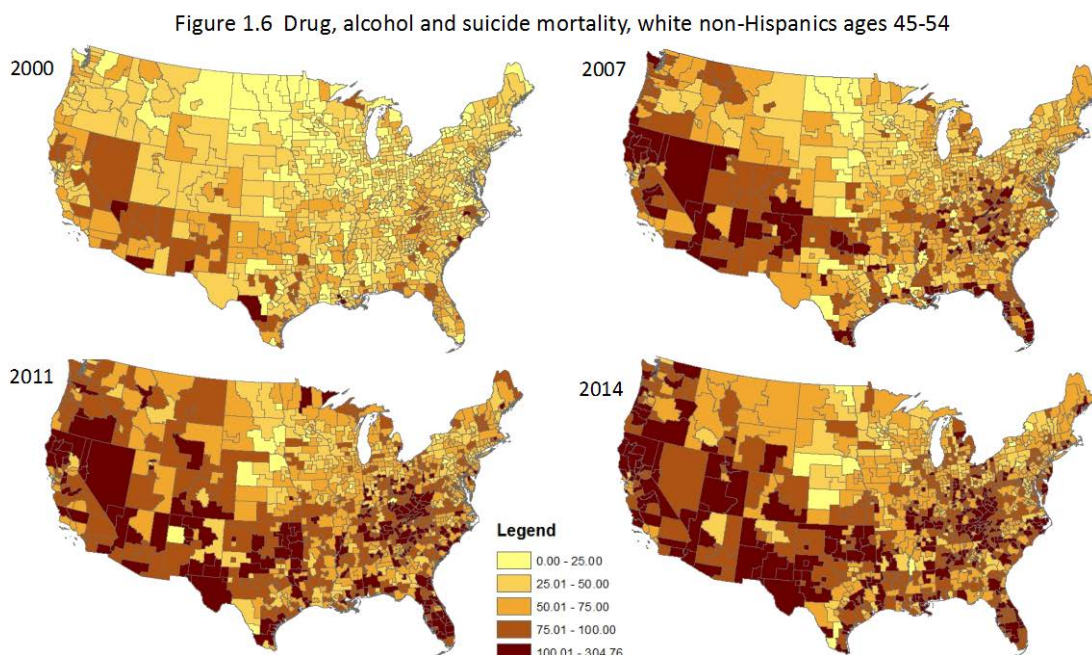 Figure 1.6 Drug, alcohol and suicide mortality, white non-Hispanics ages 45-54
2000
2007
2011
2014
Legend
0.00 - 25.00
25.01 - 50.00
50.01 - 75.00
75.01 - 100.00
100.01 - 304.76